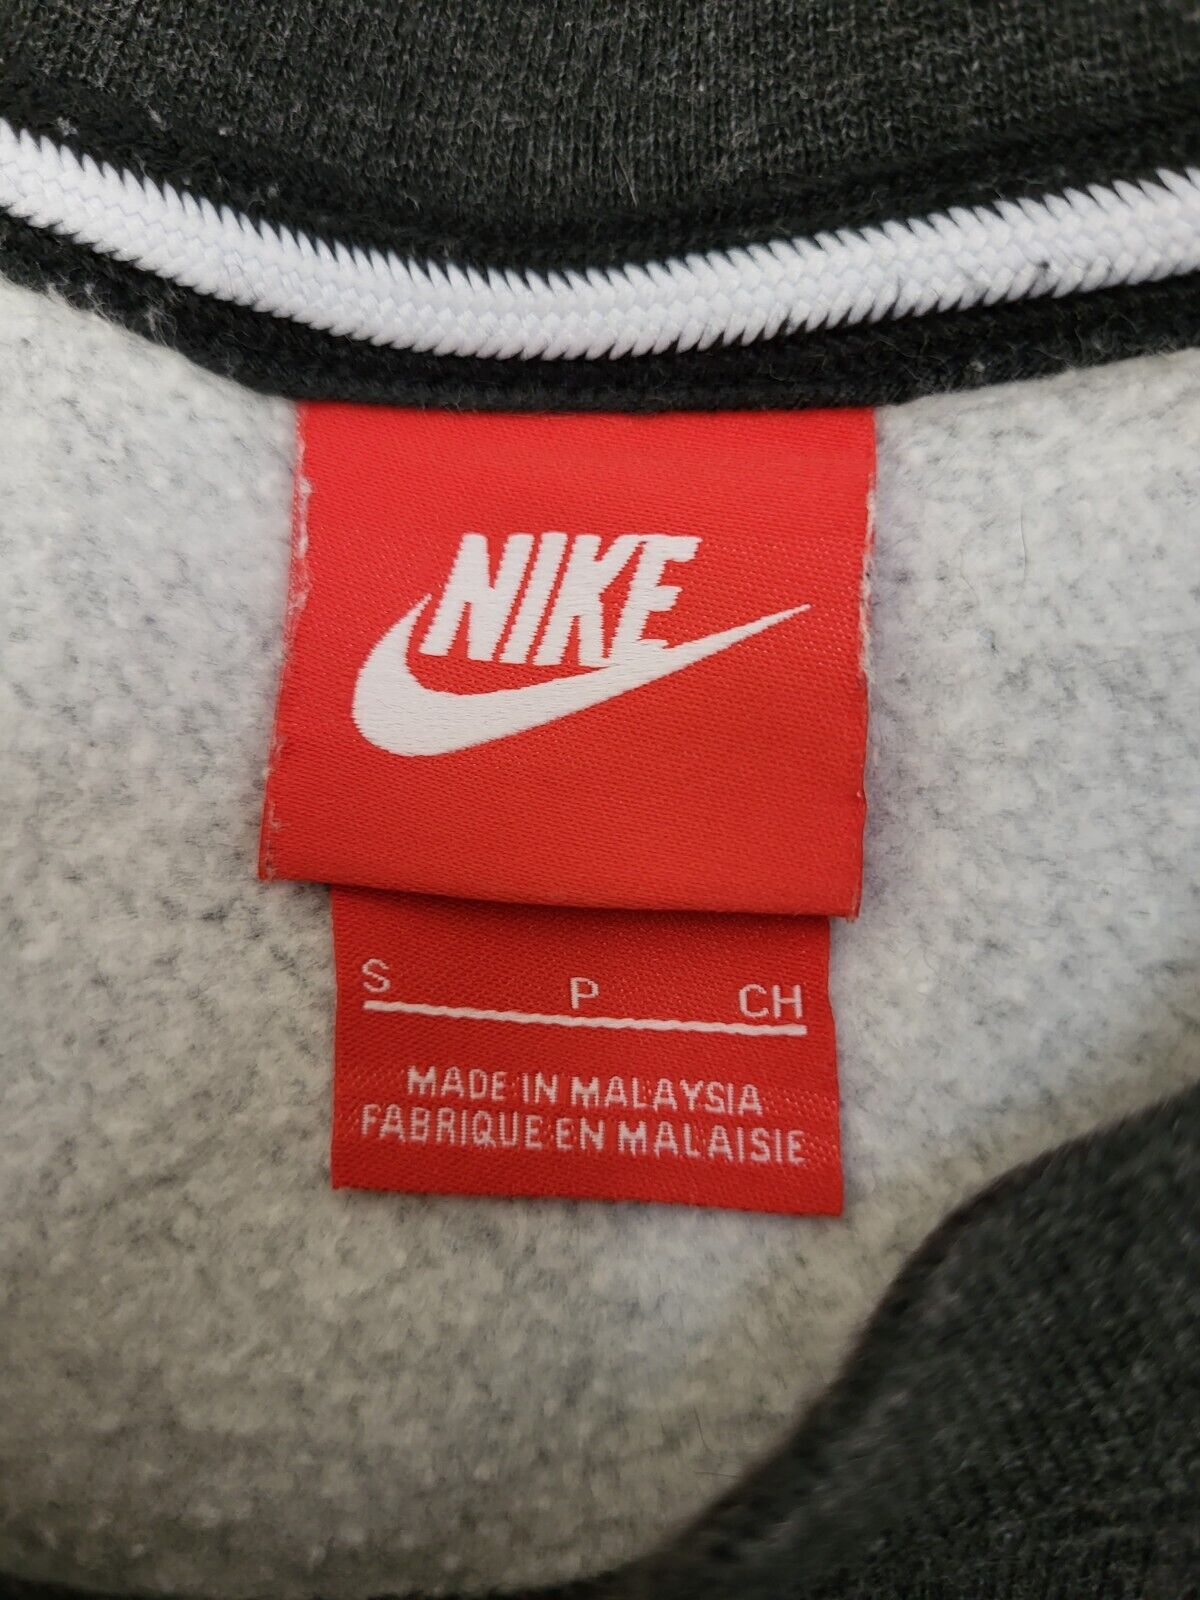 NIKE
S P CH
MADE IN MALAYSIA
FABRIQUE EN MALAISIE